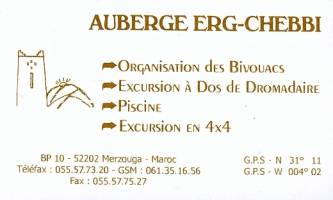 AUBERGE ERG-CHEBBI
➨Organisation des Bivouacs
➨Excursion à Dos de Dromadaire
➨Piscine
➨Excursion en 4x4
BP 10 - 52202 Merzouga - Maroc
G.P.S - N 31° 11
Téléfax : 055.57.73.20 - GSM : 061.35.16.56
G.P.S - W 004° 02
Fax : 055.57.75.27